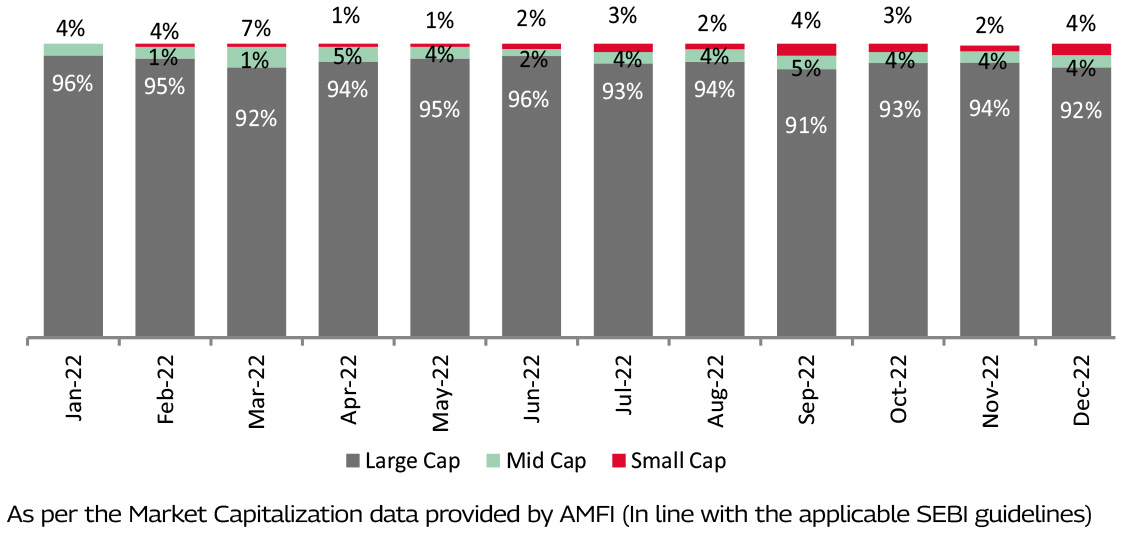 4% 4% 7% 1% 1% 2% 3% 2% 4% 3% 2% 4%
1% 1% 5% 4% 2% 4% 4% 5% 4% 4% 4%
96% 95% 92% 94% 95% 96% 93% 94% 91% 93% 94% 92%
Jan-22 Feb-22 Mar-22 Apr-22 May-22 Jun-22 Jul-22 Aug-22 Sep-22 Oct-22 Nov-22 Dec-22
Large Cap Mid Cap Small Cap
As per the Market Capitalization data provided by AMFI (In line with the applicable SEBI guidelines)